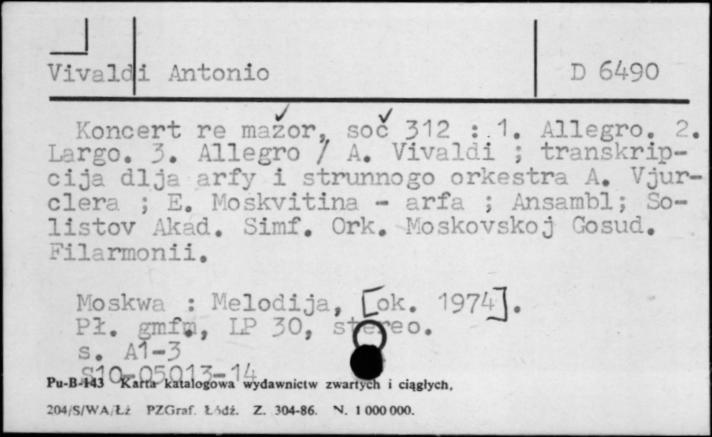 Vivaldi Antonio D 6490
Koncert re mažor, soč 312 : 1. Allegro. 2.
Largo. 3. Allegro / A. Vivaldi ; transkrip-
cija dlja arfy i strunnogo orkestra A. Vjur-
clera ; E. Moskvitina - arfa ; Ansambl; So-
listov Akad. Simf. Ork. Moskovskoj Gosud.
Filarmonii.
Moskwa : Melodija, [ok. 1974].
Pł. gmfm, LP 30, stereo.
s. A1-3
S10-05013-14
Pu-B-143 Karta katalogowa wydawnictw zwartych i ciągłych,
204/S/WA/Łż PZGraf. Łódź. Z. 304-86. N. 1 000 000.